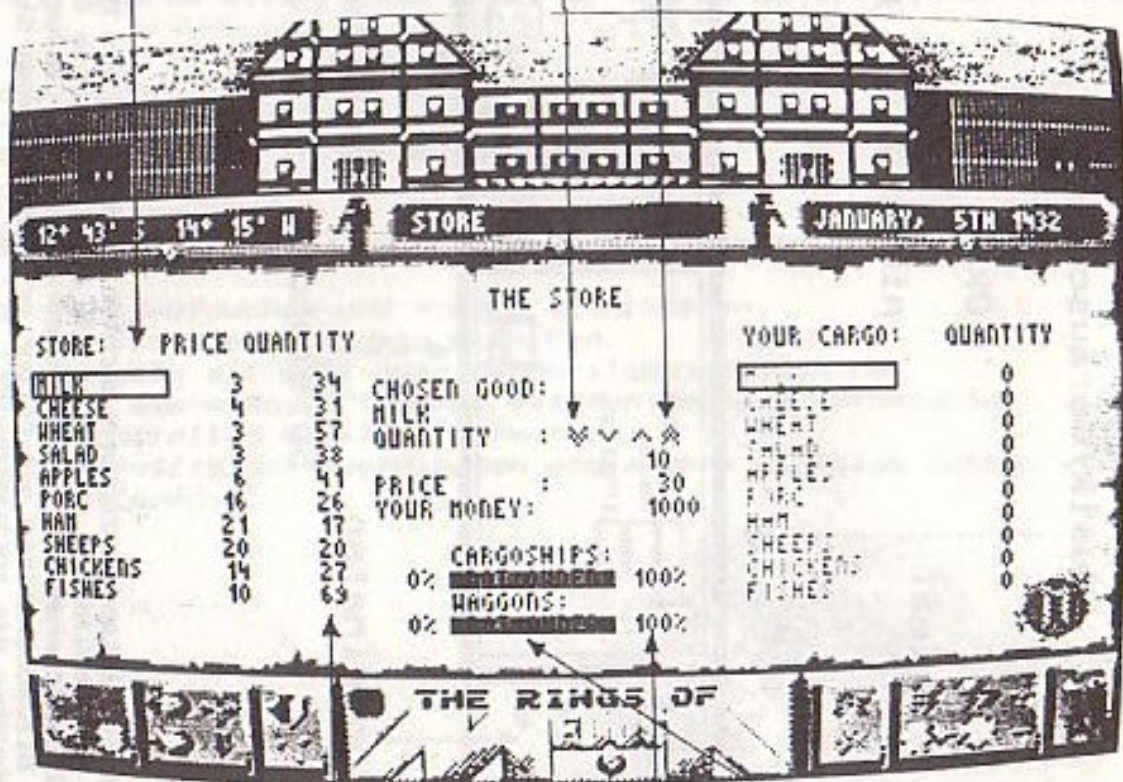 12° 43' S 14° 15' W
STORE
JANUARY, 5TH 1432
THE STORE
STORE: PRICE QUANTITY
MILK 3 34
CHEESE 4 31
WHEAT 3 57
SALAD 3 38
APPLES 6 41
PORC 16 26
HAM 21 17
SHEEPS 20 20
CHICKENS 14 27
FISHES 10 69
CHOSEN GOOD:
MILK
QUANTITY :
10
PRICE : 30
YOUR MONEY: 1000
CARGOSHIPS:
0% 100%
WAGGONS:
0% 100%
YOUR CARGO: QUANTITY
0
CHEESE 0
WHEAT 0
SALAD 0
APPLES 0
PORC 0
HAM 0
SHEEPS 0
CHICKENS 0
FISHES 0
THE RINGS OF